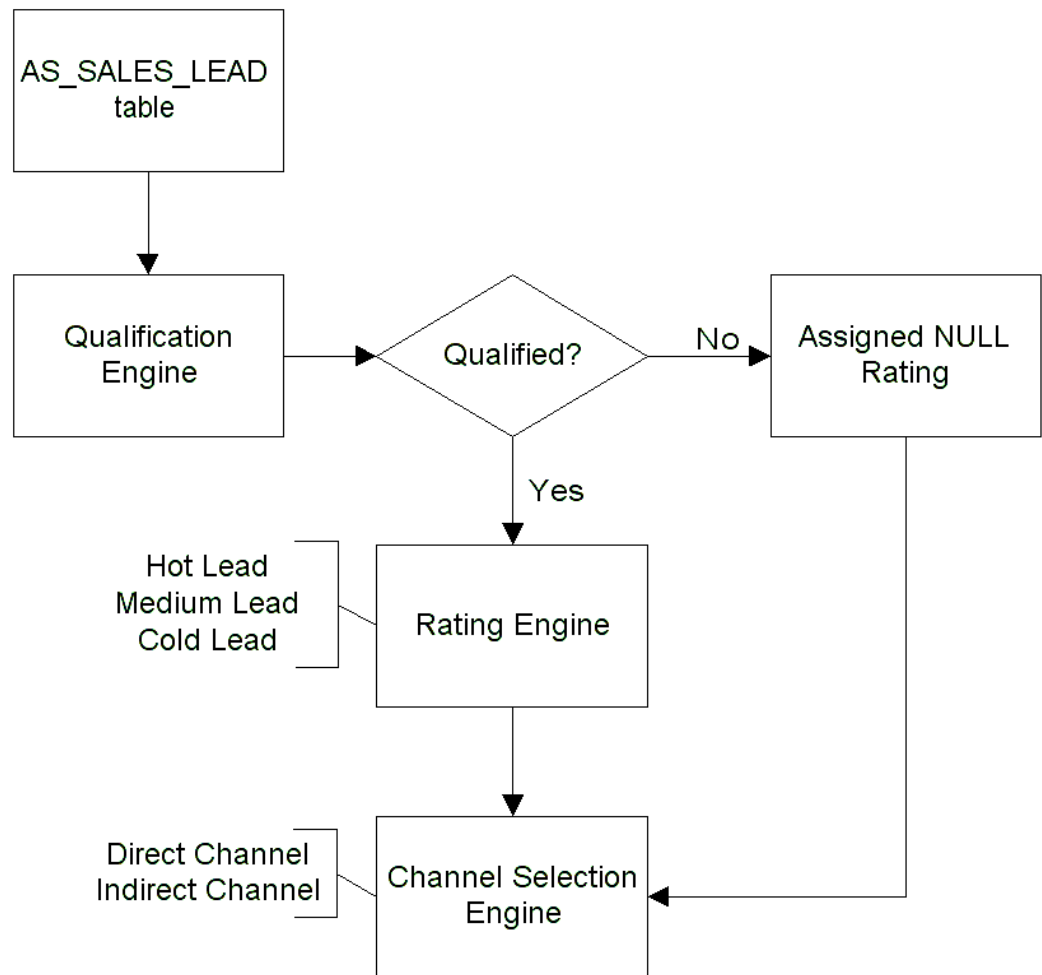 AS_SALES_LEAD
table
Qualification
Engine
Qualified?
No
Assigned NULL
Rating
Yes
Hot Lead
Medium Lead
Cold Lead
Rating Engine
Direct Channel
Indirect Channel
Channel Selection
Engine